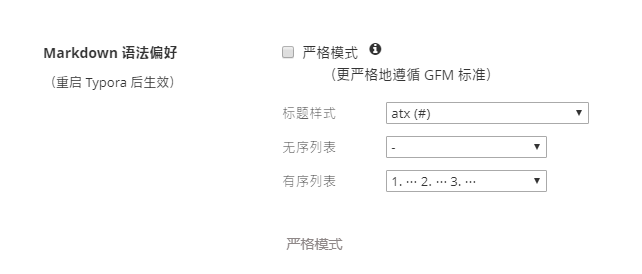 Markdown 语法偏好
（重启 Typora 后生效）
严格模式
（更严格地遵循 GFM 标准）
标题样式 atx (#)
无序列表 -
有序列表 1. ··· 2. ··· 3. ···
严格模式